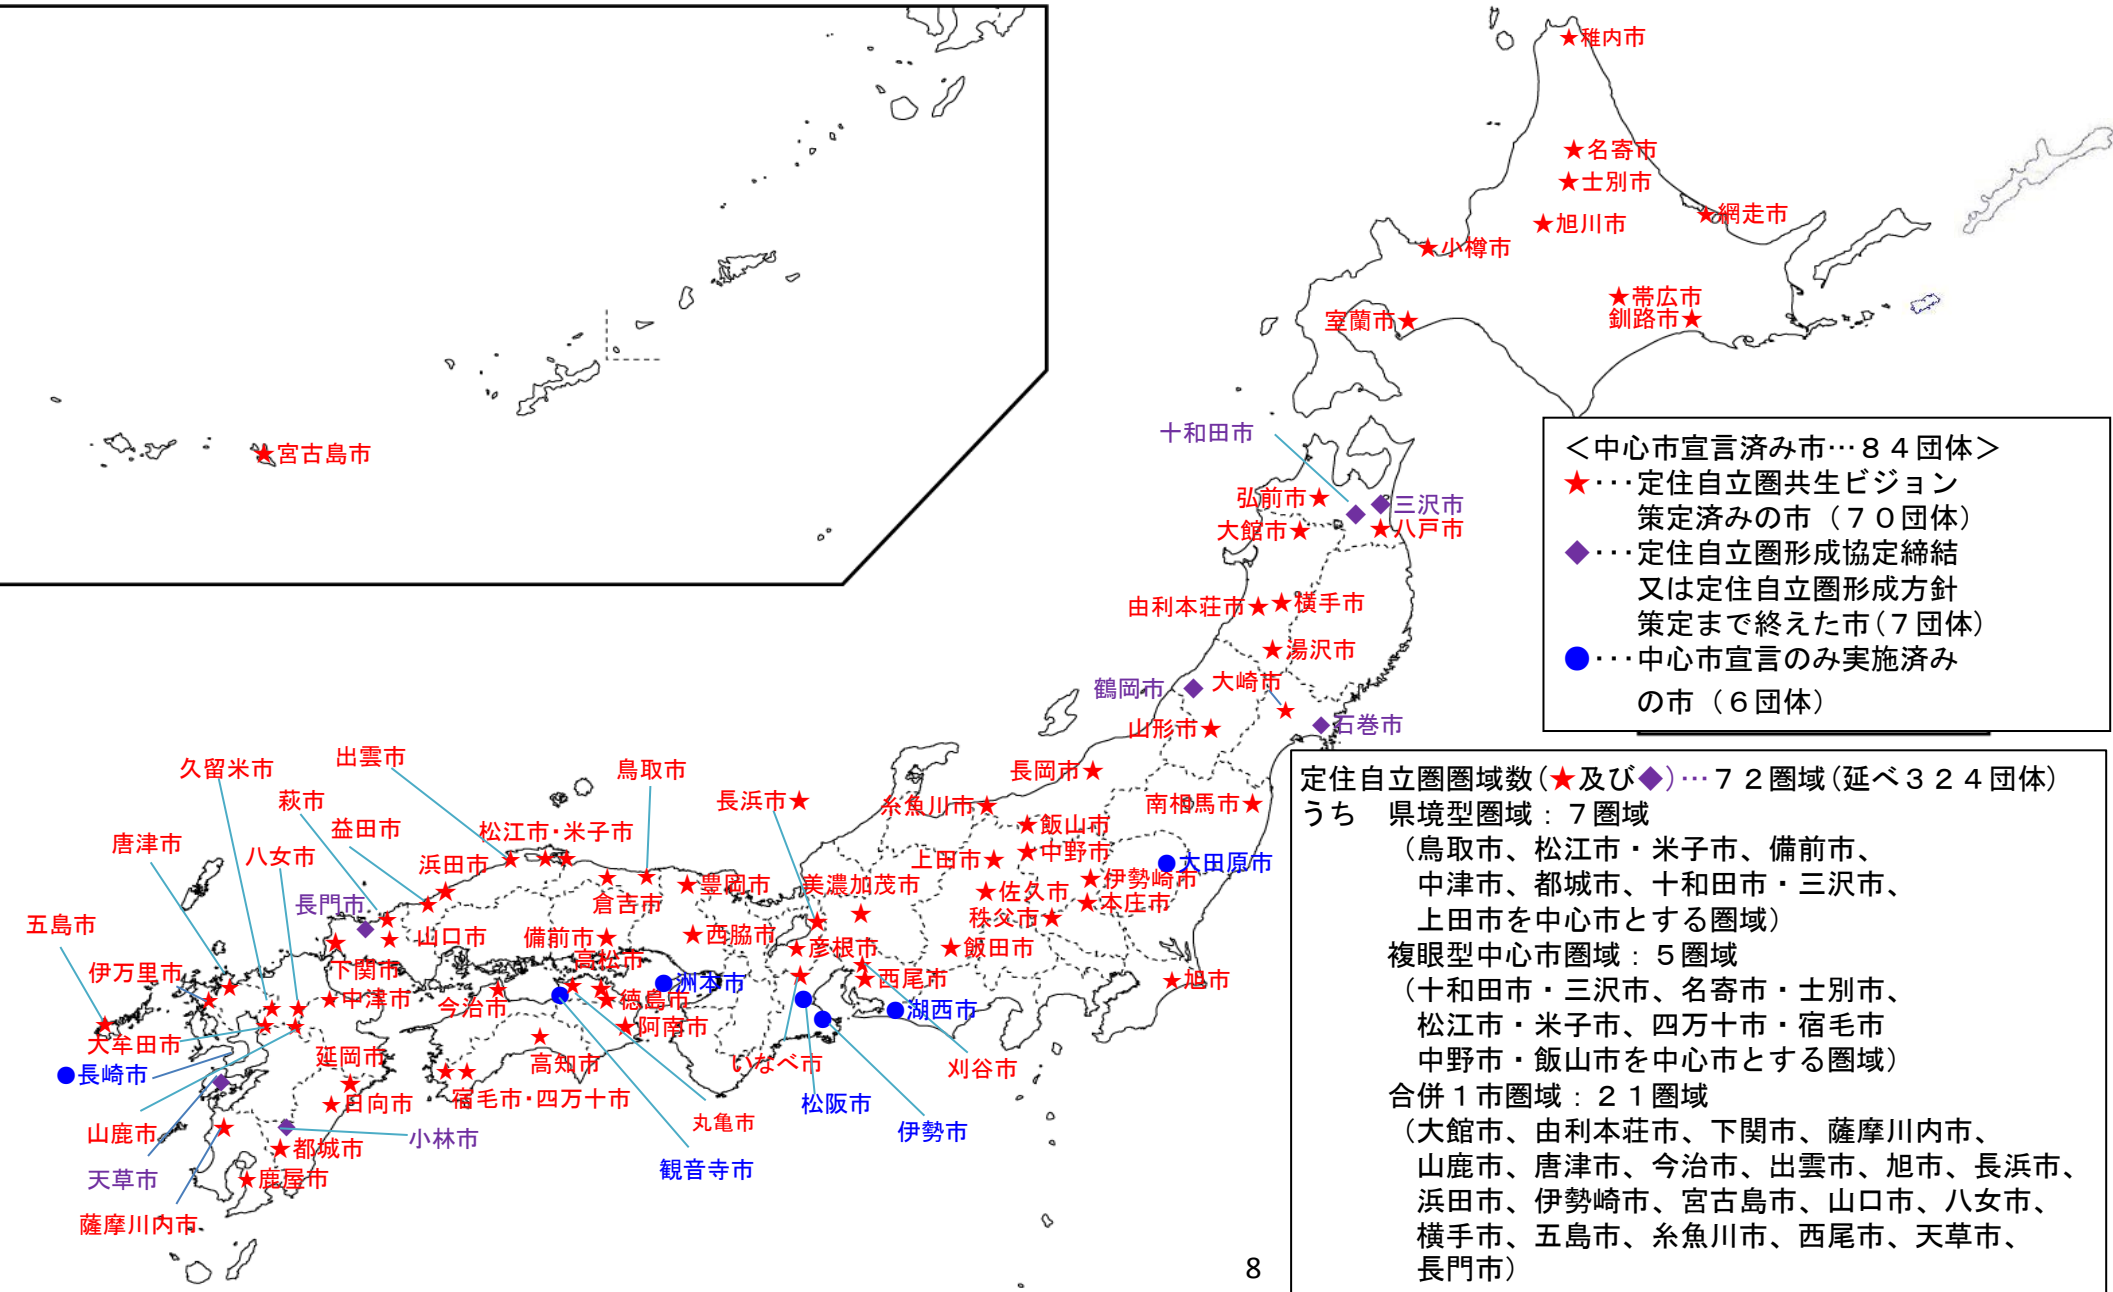 ★稚内市
★名寄市
★士別市
★網走市
★旭川市
★小樽市
★帯広市
釧路市★
室蘭市★
★宮古島市
十和田市
弘前市★
◆三沢市
大館市★
★八戸市
由利本荘市★
★横手市
★湯沢市
鶴岡市◆
大崎市
◆石巻市
山形市★
長岡市★
南相馬市★
糸魚川市★
★飯山市
★中野市
上田市★
●大田原市
★伊勢崎市
★佐久市
★本庄市
秩父市★
★飯田市
★旭市
久留米市
出雲市
鳥取市
長浜市★
萩市
益田市
松江市・米子市
唐津市
八女市
浜田市
★豊岡市
美濃加茂市
倉吉市
長門市
五島市
★山口市
備前市★
★西脇市
★彦根市
高松市
伊万里市
下関市
●洲本市
★西尾市
★中津市
今治市
★徳島市
●湖西市
★阿南市
大牟田市
延岡市
高知市
いなべ市
刈谷市
●長崎市
★日向市
宿毛市・四万十市
松阪市
丸亀市
伊勢市
山鹿市
小林市
★都城市
観音寺市
天草市
★鹿屋市
薩摩川内市
＜中心市宣言済み市…８４団体＞
★･･･定住自立圏共生ビジョン
策定済みの市（７０団体）
◆･･･定住自立圏形成協定締結
又は定住自立圏形成方針
策定まで終えた市(７団体)
●･･･中心市宣言のみ実施済み
の市（６団体）
定住自立圏圏域数(★及び◆)…７２圏域(延べ３２４団体)
うち　県境型圏域：７圏域
（鳥取市、松江市・米子市、備前市、
中津市、都城市、十和田市・三沢市、
上田市を中心市とする圏域）
複眼型中心市圏域：５圏域
（十和田市・三沢市、名寄市・士別市、
松江市・米子市、四万十市・宿毛市
中野市・飯山市を中心市とする圏域）
合併１市圏域：２１圏域
（大館市、由利本荘市、下関市、薩摩川内市、
山鹿市、唐津市、今治市、出雲市、旭市、長浜市、
浜田市、伊勢崎市、宮古島市、山口市、八女市、
横手市、五島市、糸魚川市、西尾市、天草市、
長門市）
8